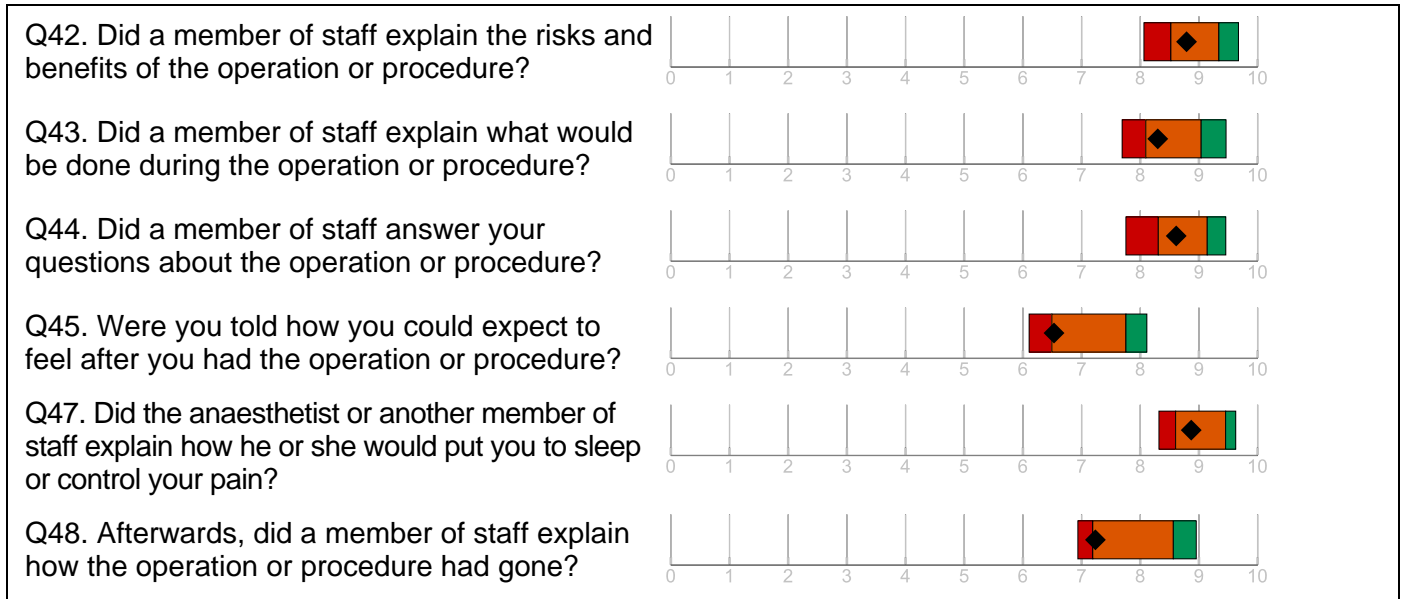 Q42. Did a member of staff explain the risks and
benefits of the operation or procedure?
0 1 2 3 4 5 6 7 8 9 10
Q43. Did a member of staff explain what would
be done during the operation or procedure?
0 1 2 3 4 5 6 7 8 9 10
Q44. Did a member of staff answer your
questions about the operation or procedure?
0 1 2 3 4 5 6 7 8 9 10
Q45. Were you told how you could expect to
feel after you had the operation or procedure?
0 1 2 3 4 5 6 7 8 9 10
Q47. Did the anaesthetist or another member of
staff explain how he or she would put you to sleep
or control your pain?
0 1 2 3 4 5 6 7 8 9 10
Q48. Afterwards, did a member of staff explain
how the operation or procedure had gone?
0 1 2 3 4 5 6 7 8 9 10